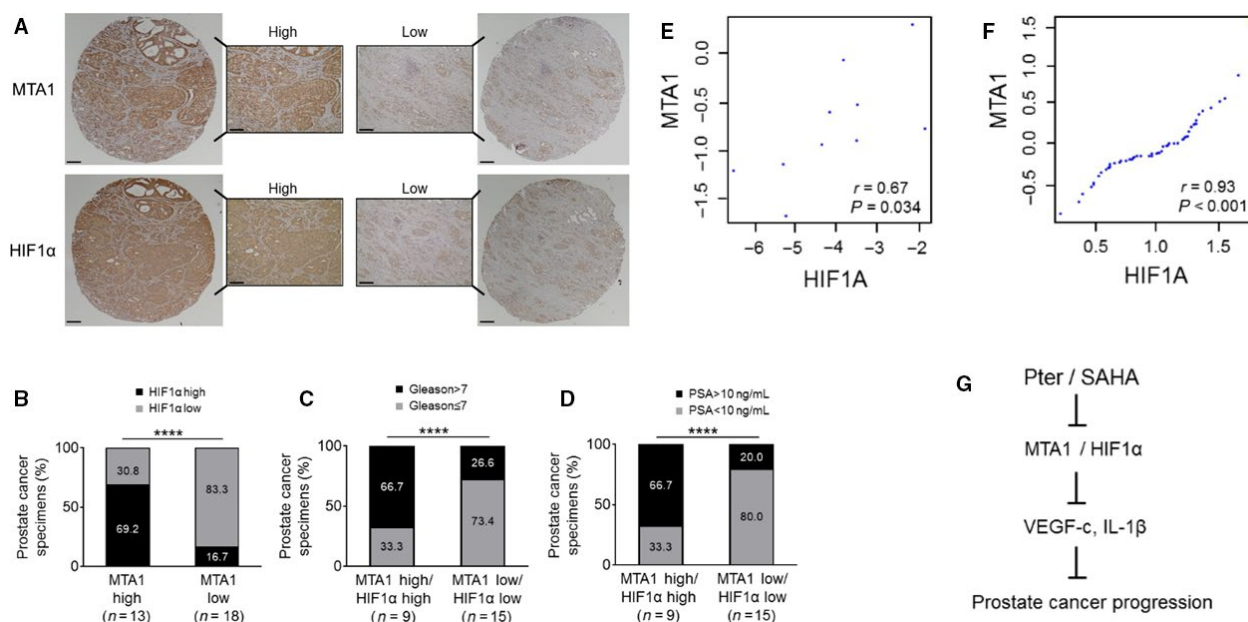 A
High
Low
MTA1
High
Low
HIF1α
B
HIF1α high
HIF1α low
****
Prostate cancer
specimens (%)
100
50
0
30.8
69.2
83.3
16.7
MTA1
high
(n = 13)
MTA1
low
(n = 18)
C
Gleason>7
Gleason≤7
****
Prostate cancer
specimens (%)
100
50
0
66.7
33.3
26.6
73.4
MTA1 high/
HIF1α high
(n = 9)
MTA1 low/
HIF1α low
(n = 15)
D
PSA>10 ng/mL
PSA<10 ng/mL
****
Prostate cancer
specimens (%)
100
50
0
66.7
33.3
20.0
80.0
MTA1 high/
HIF1α high
(n = 9)
MTA1 low/
HIF1α low
(n = 15)
E
MTA1
0.0
−0.5
−1.0
−1.5
r = 0.67
P = 0.034
−6 −5 −4 −3 −2
HIF1A
F
MTA1
1.5
1.0
0.5
0.0
−0.5
r = 0.93
P < 0.001
0.5 1.0 1.5
HIF1A
G
Pter / SAHA
MTA1 / HIF1α
VEGF-c, IL-1β
Prostate cancer progression